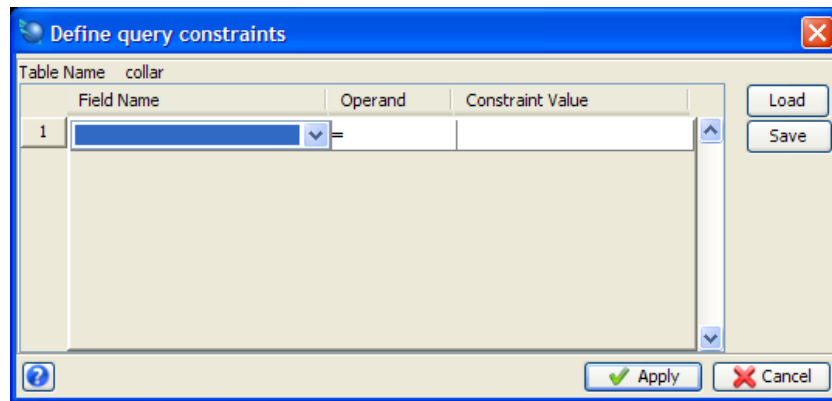 Define query constraints
Table Name collar
Field Name Operand Constraint Value
1 =
Load
Save
? Apply Cancel